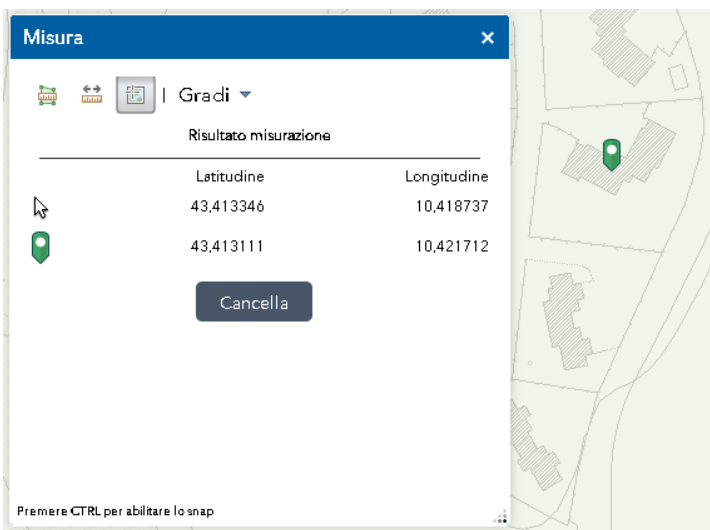 Misura
Gradi
Risultato misurazione
Latitudine Longitudine
43,413346 10,418737
43,413111 10,421712
Cancella
Premere CTRL per abilitare lo snap